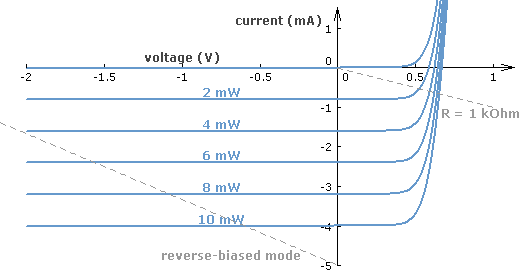 current (mA)
1
voltage (V)
0
-2
-1.5
-1
-0.5
0
0.5
1
2 mW
-1
R = 1 kOhm
4 mW
6 mW
-2
8 mW
-3
10 mW
-4
reverse-biased mode
-5